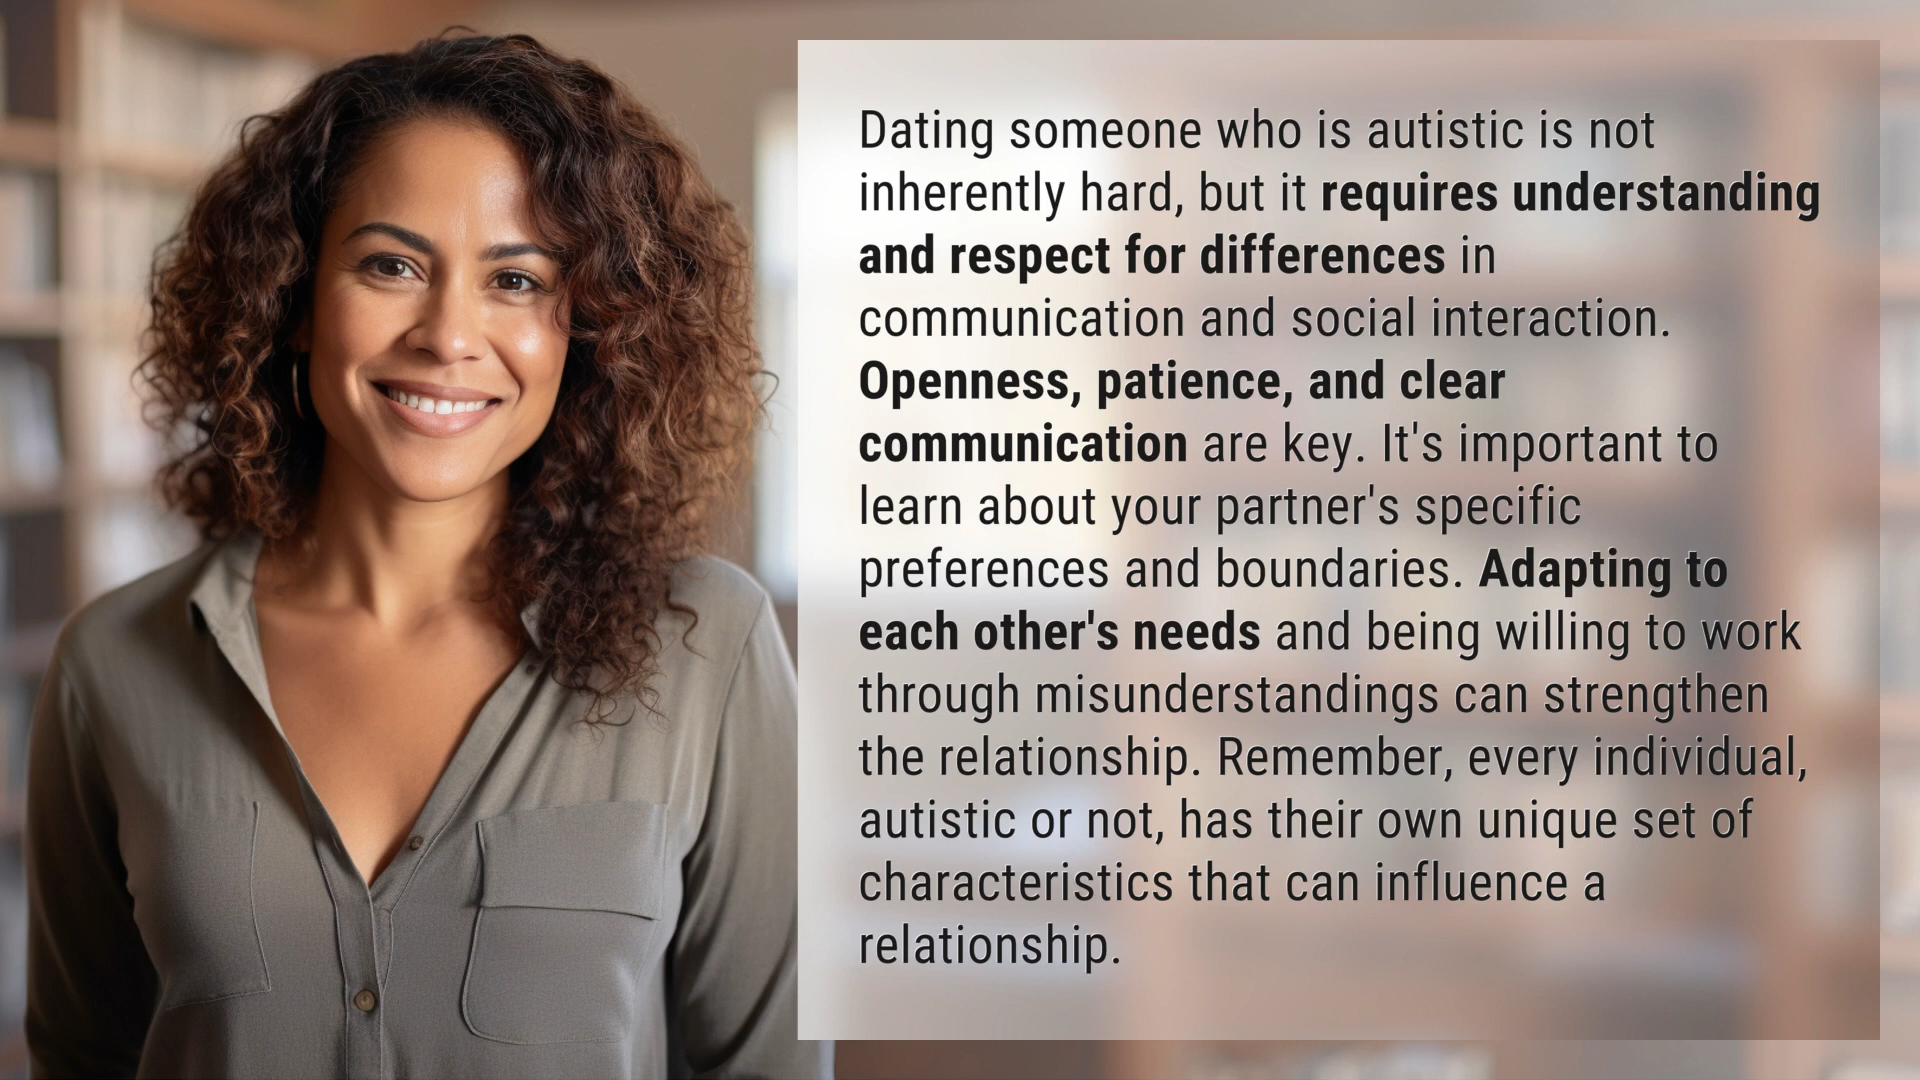 Dating someone who is autistic is not
inherently hard, but it requires understanding
and respect for differences in
communication and social interaction.
Openness, patience, and clear
communication are key. It's important to
learn about your partner's specific
preferences and boundaries. Adapting to
each other's needs and being willing to work
through misunderstandings can strengthen
the relationship. Remember, every individual,
autistic or not, has their own unique set of
characteristics that can influence a
relationship.